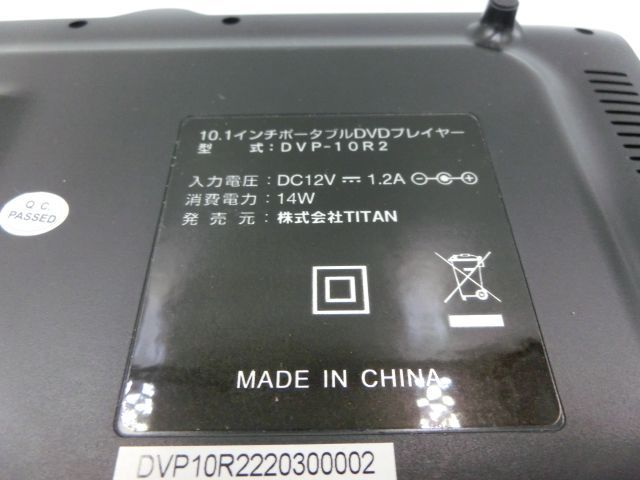 10.1インチポータブルDVDプレイヤー
型 式:DVP-10R2
入力電圧:DC12V 1.2A
消費電力:14W
発売元:株式会社TITAN
Q.C.
PASSED
MADE IN CHINA
DVP10R2220300002